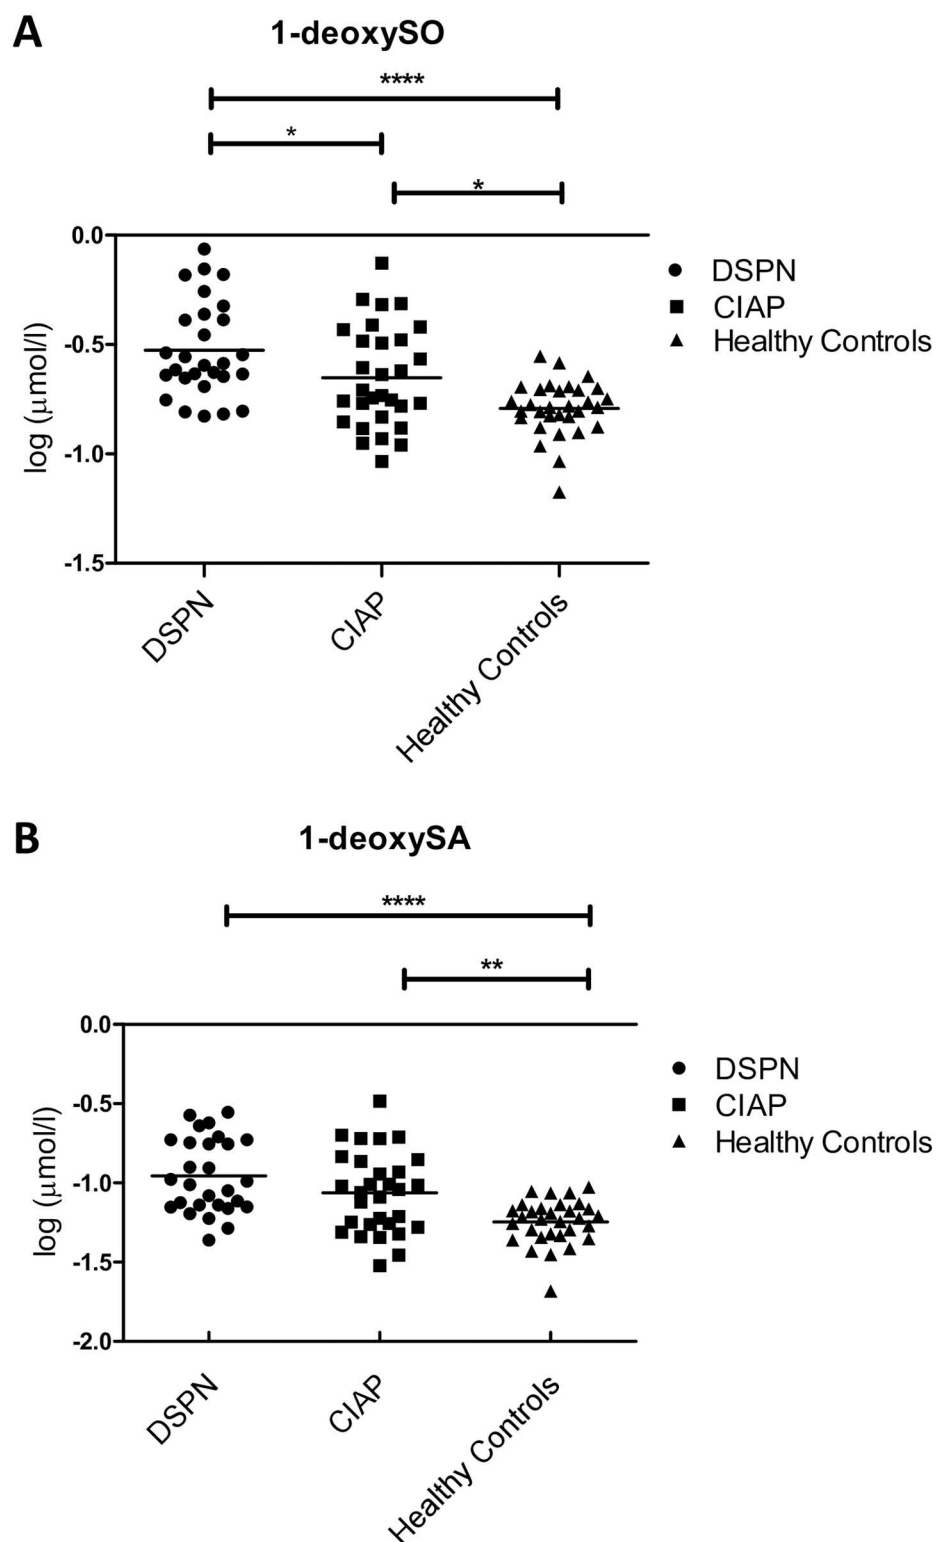 A
1-deoxySO
****
*
*
0.0
-0.5
-1.0
-1.5
log (μmol/l)
DSPN
CIAP
Healthy Controls
DSPN
CIAP
Healthy Controls
B
1-deoxySA
****
**
0.0
-0.5
-1.0
-1.5
-2.0
log (μmol/l)
DSPN
CIAP
Healthy Controls
DSPN
CIAP
Healthy Controls